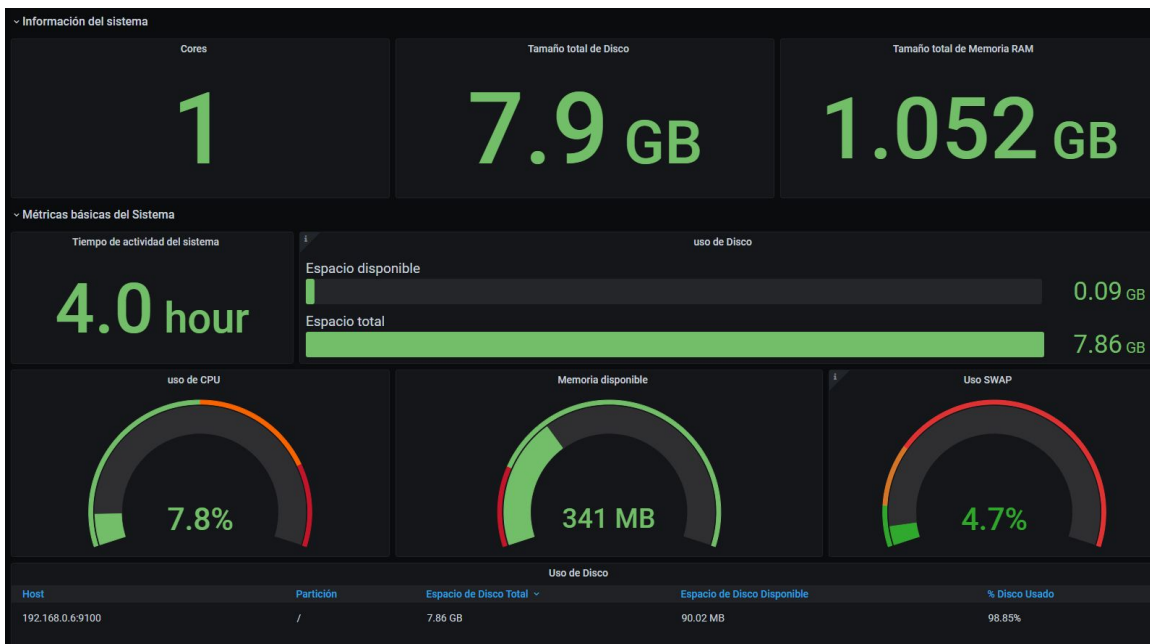 Información del sistema
Cores
Tamaño total de Disco
Tamaño total de Memoria RAM
1
7.9 GB
1.052 GB
Métricas básicas del Sistema
Tiempo de actividad del sistema
4.0 hour
i
uso de Disco
Espacio disponible
0.09 GB
Espacio total
7.86 GB
uso de CPU
7.8%
Memoria disponible
341 MB
i
Uso SWAP
4.7%
Uso de Disco
Host Partición Espacio de Disco Total Espacio de Disco Disponible % Disco Usado
192.168.0.6:9100 / 7.86 GB 90.02 MB 98.85%